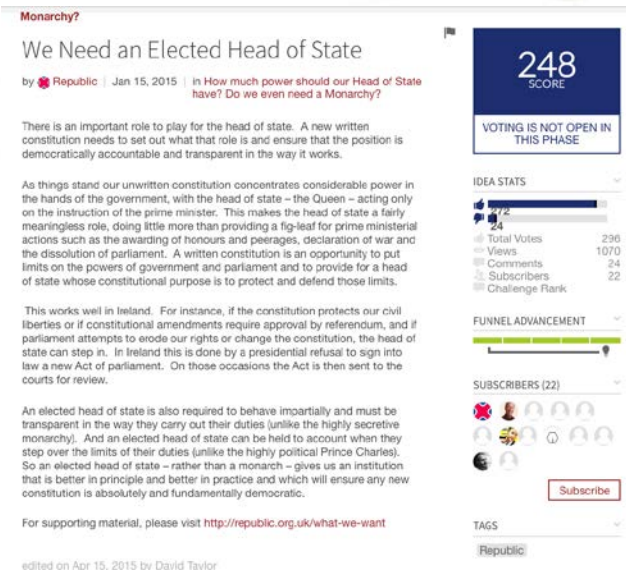 Monarchy?
We Need an Elected Head of State
by Republic | Jan 15, 2015 | in How much power should our Head of State
have? Do we even need a Monarchy?
There is an important role to play for the head of state. A new written
constitution needs to set out what that role is and ensure that the position is
democratically accountable and transparent in the way it works.
As things stand our unwritten constitution concentrates considerable power in
the hands of the government, with the head of state – the Queen – acting only
on the instruction of the prime minister. This makes the head of state a fairly
meaningless role, doing little more than providing a fig-leaf for prime ministerial
actions such as the awarding of honours and peerages, declaration of war and
the dissolution of parliament. A written constitution is an opportunity to put
limits on the powers of government and parliament and to provide for a head
of state whose constitutional purpose is to protect and defend those limits.
This works well in Ireland. For instance, if the constitution protects our civil
liberties or if constitutional amendments require approval by referendum, and if
parliament attempts to erode our rights or change the constitution, the head of
state can step in. In Ireland this is done by a presidential refusal to sign into
law a new Act of parliament. On those occasions the Act is then sent to the
courts for review.
An elected head of state is also required to behave impartially and must be
transparent in the way they carry out their duties (unlike the highly secretive
monarchy). And an elected head of state can be held to account when they
step over the limits of their duties (unlike the highly political Prince Charles).
So an elected head of state – rather than a monarch – gives us an institution
that is better in principle and better in practice and which will ensure any new
constitution is absolutely and fundamentally democratic.
For supporting material, please visit http://republic.org.uk/what-we-want
edited on Apr 15, 2015 by David Taylor
248
SCORE
VOTING IS NOT OPEN IN
THIS PHASE
IDEA STATS
272
24
Total Votes 296
Views 1070
Comments 24
Subscribers 22
Challenge Rank
FUNNEL ADVANCEMENT
SUBSCRIBERS (22)
Subscribe
TAGS
Republic